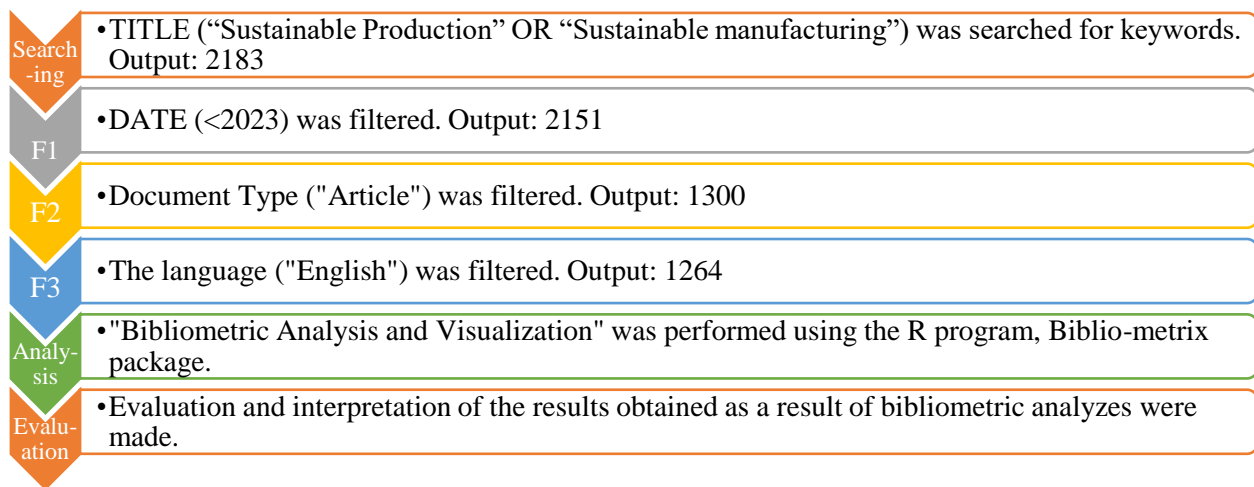 Search
-ing
•TITLE (“Sustainable Production” OR “Sustainable manufacturing”) was searched for keywords.
Output: 2183
F1
•DATE (<2023) was filtered. Output: 2151
F2
•Document Type ("Article") was filtered. Output: 1300
F3
•The language ("English") was filtered. Output: 1264
Analy-
sis
•"Bibliometric Analysis and Visualization" was performed using the R program, Biblio-metrix
package.
Evalu-
ation
•Evaluation and interpretation of the results obtained as a result of bibliometric analyzes were
made.